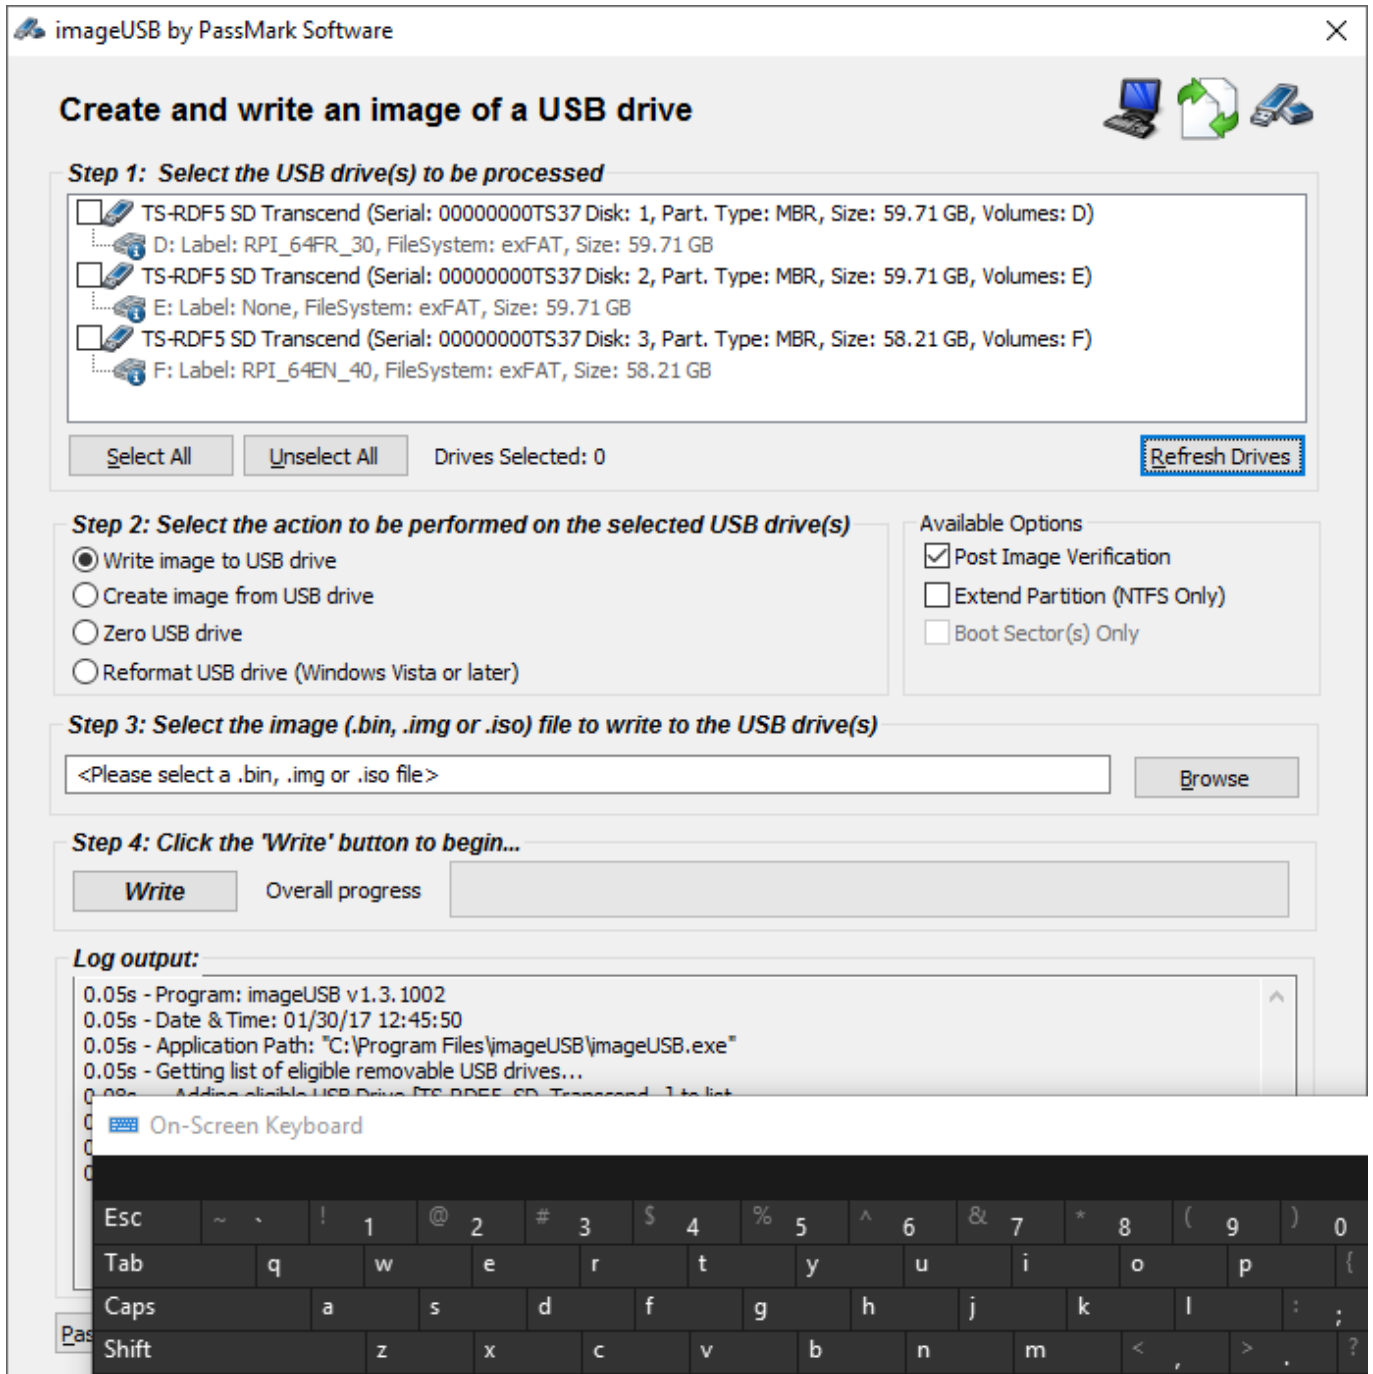 imageUSB by PassMark Software
Create and write an image of a USB drive
Step 1: Select the USB drive(s) to be processed
TS-RDF5 SD Transcend (Serial: 00000000TS37 Disk: 1, Part. Type: MBR, Size: 59.71 GB, Volumes: D)
D: Label: RPI_64FR_30, FileSystem: exFAT, Size: 59.71 GB
TS-RDF5 SD Transcend (Serial: 00000000TS37 Disk: 2, Part. Type: MBR, Size: 59.71 GB, Volumes: E)
E: Label: None, FileSystem: exFAT, Size: 59.71 GB
TS-RDF5 SD Transcend (Serial: 00000000TS37 Disk: 3, Part. Type: MBR, Size: 58.21 GB, Volumes: F)
F: Label: RPI_64EN_40, FileSystem: exFAT, Size: 58.21 GB
Select All Unselect All Drives Selected: 0 Refresh Drives
Step 2: Select the action to be performed on the selected USB drive(s)
Write image to USB drive
Create image from USB drive
Zero USB drive
Reformat USB drive (Windows Vista or later)
Available Options
Post Image Verification
Extend Partition (NTFS Only)
Boot Sector(s) Only
Step 3: Select the image (.bin, .img or .iso) file to write to the USB drive(s)
<Please select a .bin, .img or .iso file> Browse
Step 4: Click the 'Write' button to begin...
Write Overall progress
Log output:
0.05s - Program: imageUSB v1.3.1002
0.05s - Date & Time: 01/30/17 12:45:50
0.05s - Application Path: "C:\Program Files\imageUSB\imageUSB.exe"
0.05s - Getting list of eligible removable USB drives...
Adding eligible USB Drive [TS-RDF5 SD Transcend ] to list
On-Screen Keyboard
Esc ~ ` ! 1 @ 2 # 3 $ 4 % 5 ^ 6 & 7 * 8 ( 9 ) 0
Tab q w e r t y u i o p {
Caps a s d f g h j k l : ;
Pas
Shift z x c v b n m < , > . ?